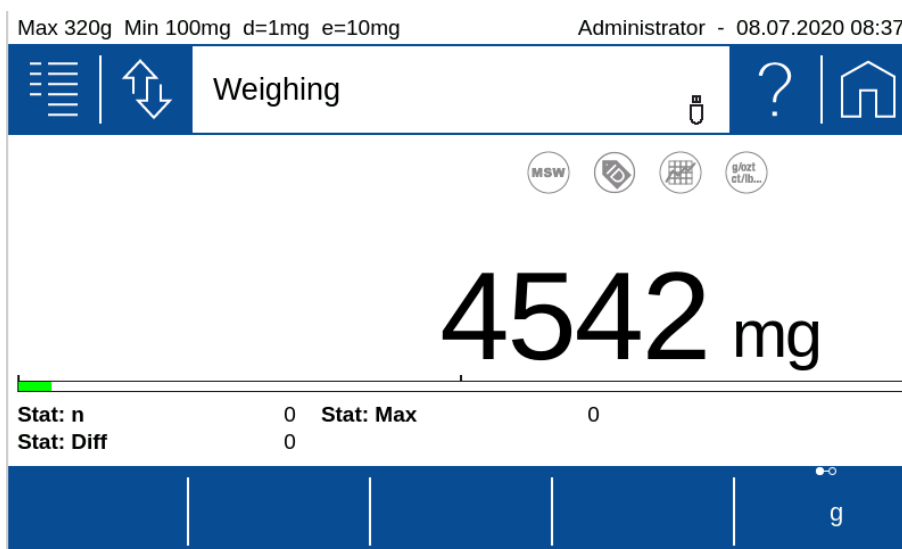 Max 320g Min 100mg d=1mg e=10mg Administrator - 08.07.2020 08:37
Weighing
?
MSW
ID
g/ozt
ct/lb...
4542 mg
Stat: n 0 Stat: Max 0
Stat: Diff 0
g